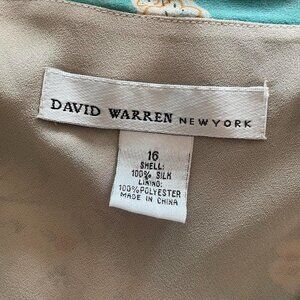 DAVID WARREN NEWYORK
16
SHELL:
100% SILK
LINING:
100%POLYESTER
MADE IN CHINA